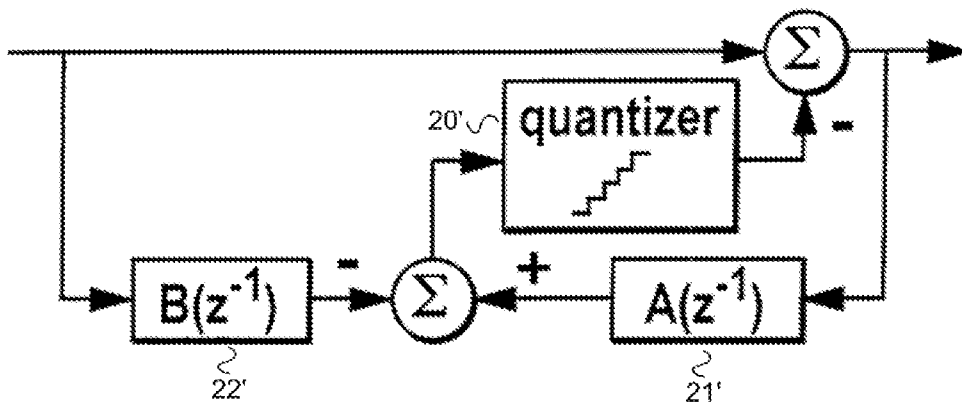 Σ
20'
quantizer
-
B(z⁻¹)
-
Σ
+
A(z⁻¹)
22'
21'